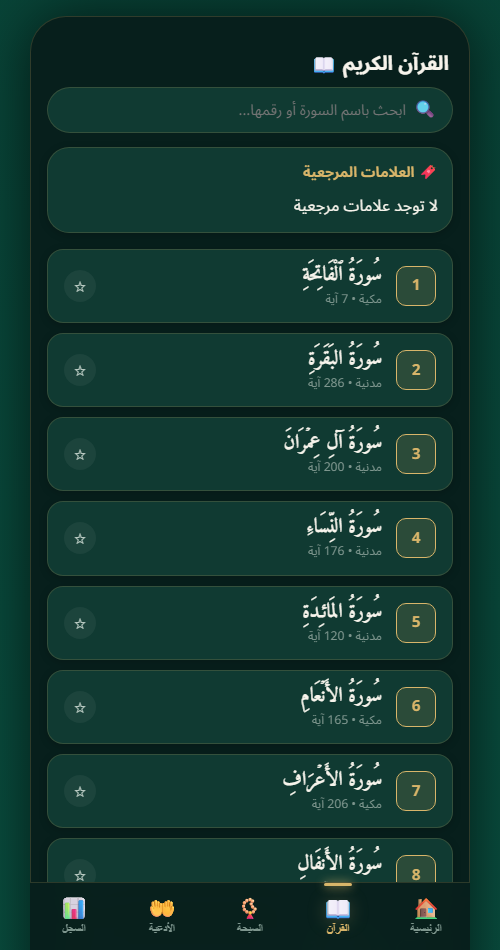 القرآن الكريم
ابحث باسم السورة أو رقمها...
العلامات المرجعية
لا توجد علامات مرجعية
1
سُورَةُ ٱلْفَاتِحَةِ
مكية • 7 آية
2
سُورَةُ البَقَرَةِ
مدنية • 286 آية
3
سُورَةُ آلِ عِمۡرَانَ
مدنية • 200 آية
4
سُورَةُ النِّسَاءِ
مدنية • 176 آية
5
سُورَةُ المَائـِدَةِ
مدنية • 120 آية
6
سُورَةُ الأَنۡعَامِ
مكية • 165 آية
7
سُورَةُ الأَعۡرَافِ
مكية • 206 آية
8
سُورَةُ الأَنفَالِ
الرئيسية
القرآن
السبحة
الأدعية
السجل